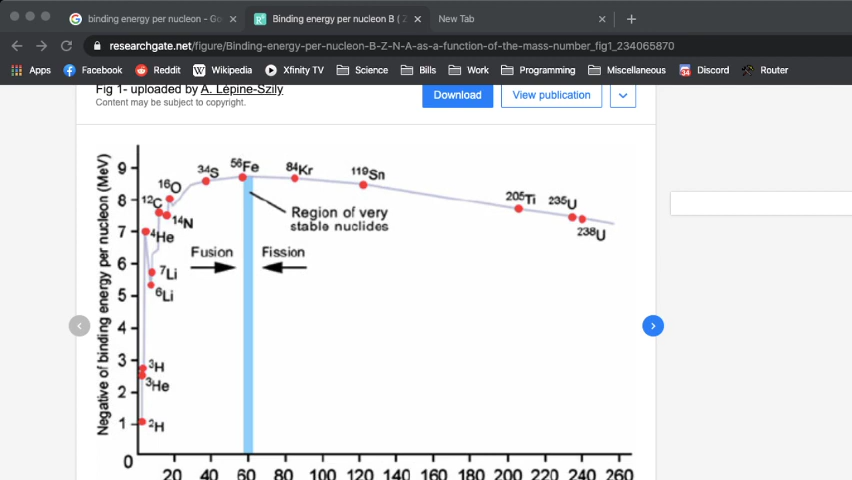 binding energy per nucleon - Go
Binding energy per nucleon B ( Z
New Tab
researchgate.net/figure/Binding-energy-per-nucleon-B-Z-N-A-as-a-function-of-the-mass-number_fig1_234065870
Apps Facebook Reddit Wikipedia Xfinity TV Science Bills Work Programming Miscellaneous Discord Router
Fig 1- uploaded by A. Lépine-Szily
Content may be subject to copyright.
Download
View publication
Negative of binding energy per nucleon (MeV)
9
8
7
6
5
4
3
2
1
0
34S
56Fe
84Kr
119Sn
16O
12C
14N
205Ti
235U
238U
4He
7Li
6Li
3H
3He
2H
Region of very
stable nuclides
Fusion
Fission
20 40 60 80 100 120 140 160 180 200 220 240 260